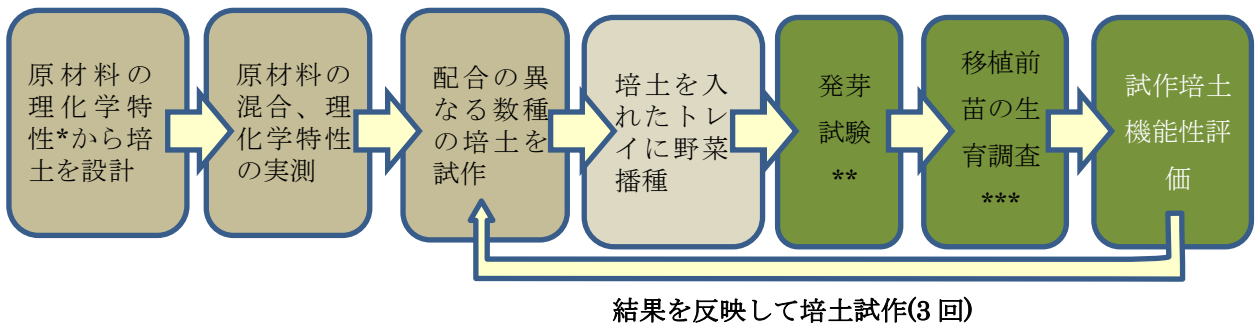 原材料の
理化学特
性*から培
土を設計
原材料の
混合、理
化学特性
の実測
配合の異
なる数種
の培土を
試作
培土を入
れたトレ
イに野菜
播種
発芽
試験
**
移植前
苗の生
育調査
***
試作培土
機能性評
価
結果を反映して培土試作(3回)